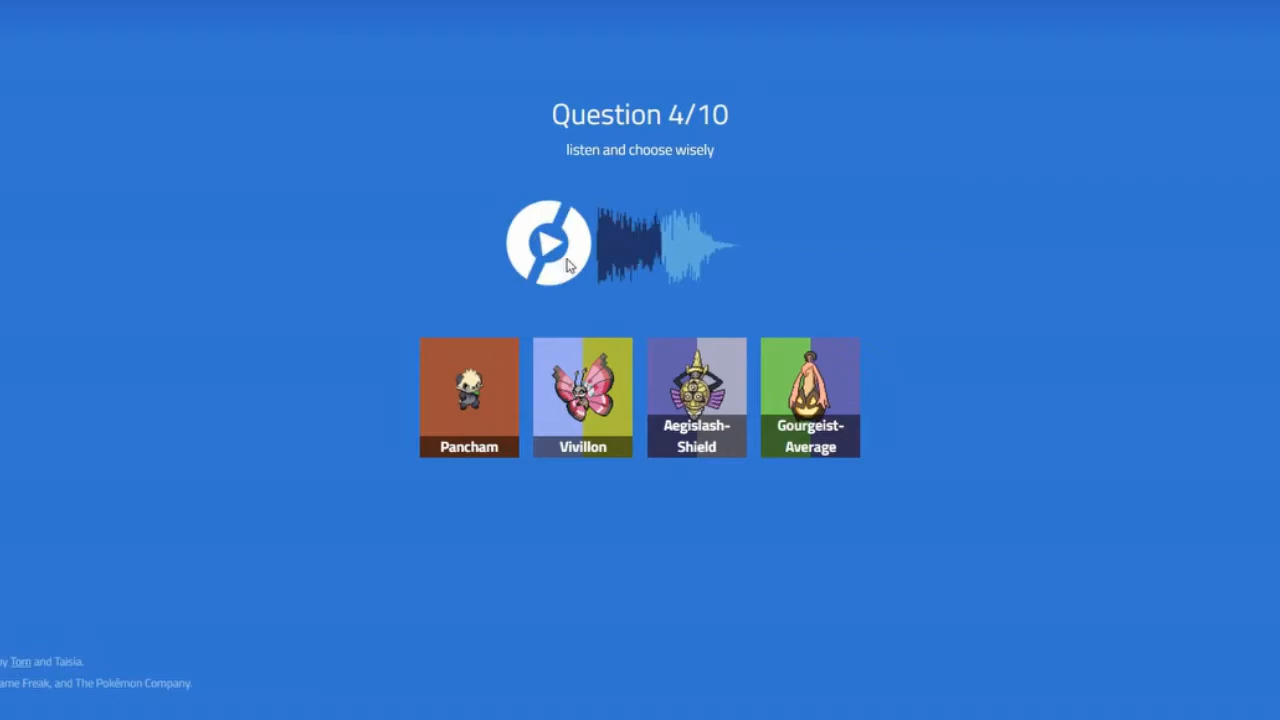 Question 4/10
listen and choose wisely
Pancham
Vivillon
Aegislash-
Shield
Gourgeist-
Average
by Tom and Taisia.
ame Freak, and The Pokémon Company.